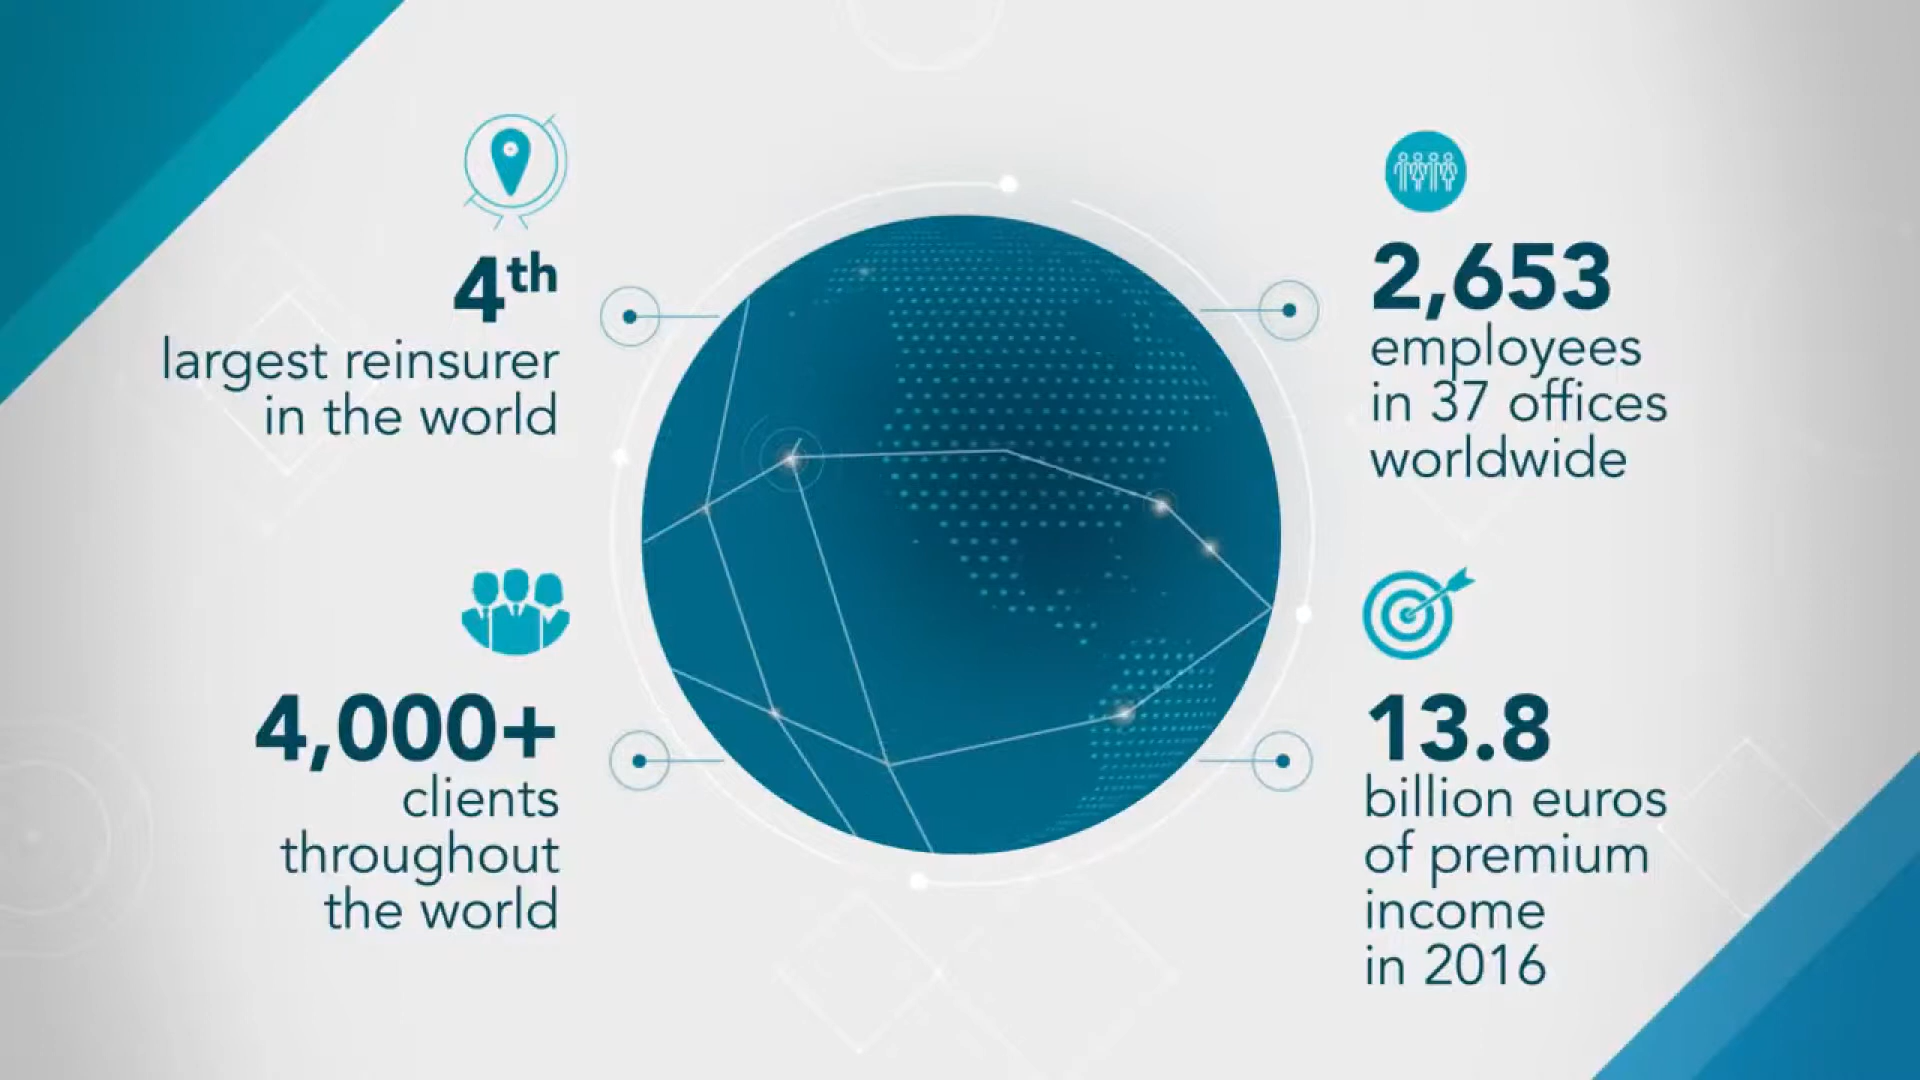 4th
largest reinsurer
in the world
2,653
employees
in 37 offices
worldwide
4,000+
clients
throughout
the world
13.8
billion euros
of premium
income
in 2016